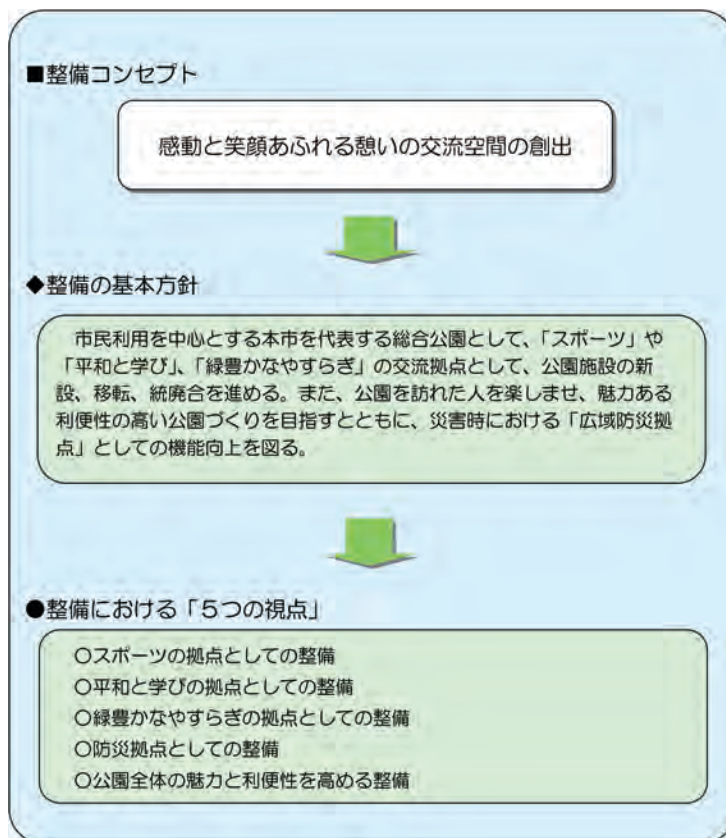 ■整備コンセプト
感動と笑顔あふれる憩いの交流空間の創出
◆整備の基本方針
市民利用を中心とする本市を代表する総合公園として、「スポーツ」や
「平和と学び」、「緑豊かなやすらぎ」の交流拠点として、公園施設の新
設、移転、統廃合を進める。また、公園を訪れた人を楽しませ、魅力ある
利便性の高い公園づくりを目指すとともに、災害時における「広域防災拠
点」としての機能向上を図る。
●整備における「５つの視点」
○スポーツの拠点としての整備
○平和と学びの拠点としての整備
○緑豊かなやすらぎの拠点としての整備
○防災拠点としての整備
○公園全体の魅力と利便性を高める整備